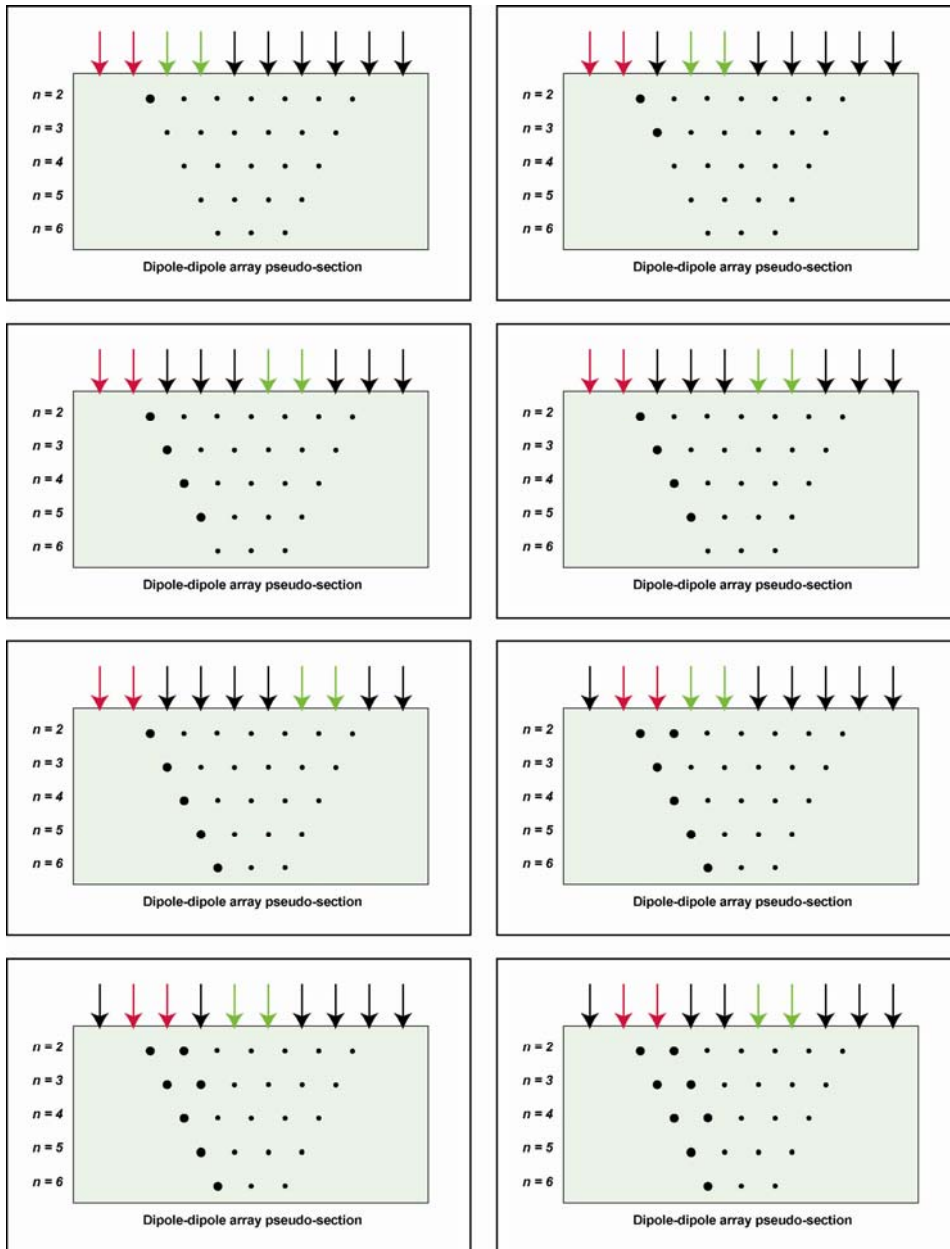 n = 2
n = 3
n = 4
n = 5
n = 6
Dipole-dipole array pseudo-section
n = 2
n = 3
n = 4
n = 5
n = 6
Dipole-dipole array pseudo-section
n = 2
n = 3
n = 4
n = 5
n = 6
Dipole-dipole array pseudo-section
n = 2
n = 3
n = 4
n = 5
n = 6
Dipole-dipole array pseudo-section
n = 2
n = 3
n = 4
n = 5
n = 6
Dipole-dipole array pseudo-section
n = 2
n = 3
n = 4
n = 5
n = 6
Dipole-dipole array pseudo-section
n = 2
n = 3
n = 4
n = 5
n = 6
Dipole-dipole array pseudo-section
n = 2
n = 3
n = 4
n = 5
n = 6
Dipole-dipole array pseudo-section